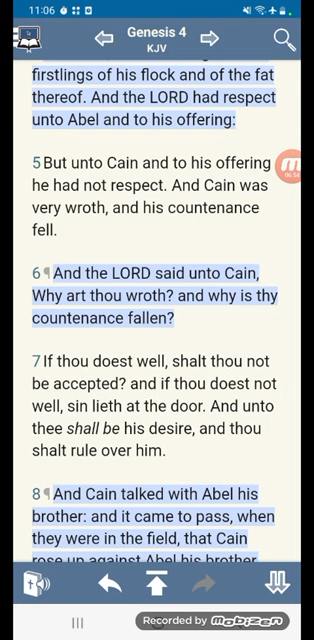 11:06
Genesis 4
KJV
firstlings of his flock and of the fat
thereof. And the LORD had respect
unto Abel and to his offering:
5 But unto Cain and to his offering
he had not respect. And Cain was
very wroth, and his countenance
fell.
6 ¶ And the LORD said unto Cain,
Why art thou wroth? and why is thy
countenance fallen?
7 If thou doest well, shalt thou not
be accepted? and if thou doest not
well, sin lieth at the door. And unto
thee shall be his desire, and thou
shalt rule over him.
8 ¶ And Cain talked with Abel his
brother: and it came to pass, when
they were in the field, that Cain
rose up against Abel his brother
Recorded by mobizen